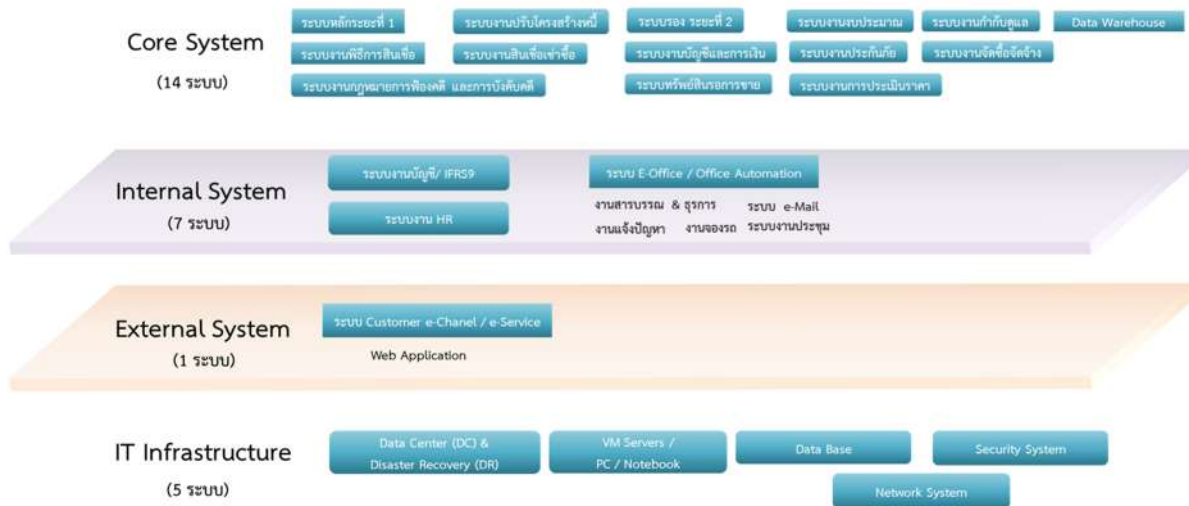 Core System
(14 ระบบ)
ระบบหลักระยะที่ 1
ระบบงานปรับโครงสร้างหนี้
ระบบรอง ระยะที่ 2
ระบบงานงบประมาณ
ระบบงานกำกับดูแล
Data Warehouse
ระบบงานพิธีการสินเชื่อ
ระบบงานสินเชื่อเช่าซื้อ
ระบบงานบัญชีและการเงิน
ระบบงานประกันภัย
ระบบงานจัดซื้อจัดจ้าง
ระบบงานกฎหมายการฟ้องคดี และการบังคับคดี
ระบบทรัพย์สินรอการขาย
ระบบงานการประเมินราคา
Internal System
(7 ระบบ)
ระบบงานบัญชี/ IFRS9
ระบบงาน HR
ระบบ E-Office / Office Automation
งานสารบรรณ & ธุรการ
ระบบ e-Mail
งานแจ้งปัญหา
งานจองรถ
ระบบงานประชุม
External System
(1 ระบบ)
ระบบ Customer e-Chanel / e-Service
Web Application
IT Infrastructure
(5 ระบบ)
Data Center (DC) &
Disaster Recovery (DR)
VM Servers /
PC / Notebook
Data Base
Security System
Network System